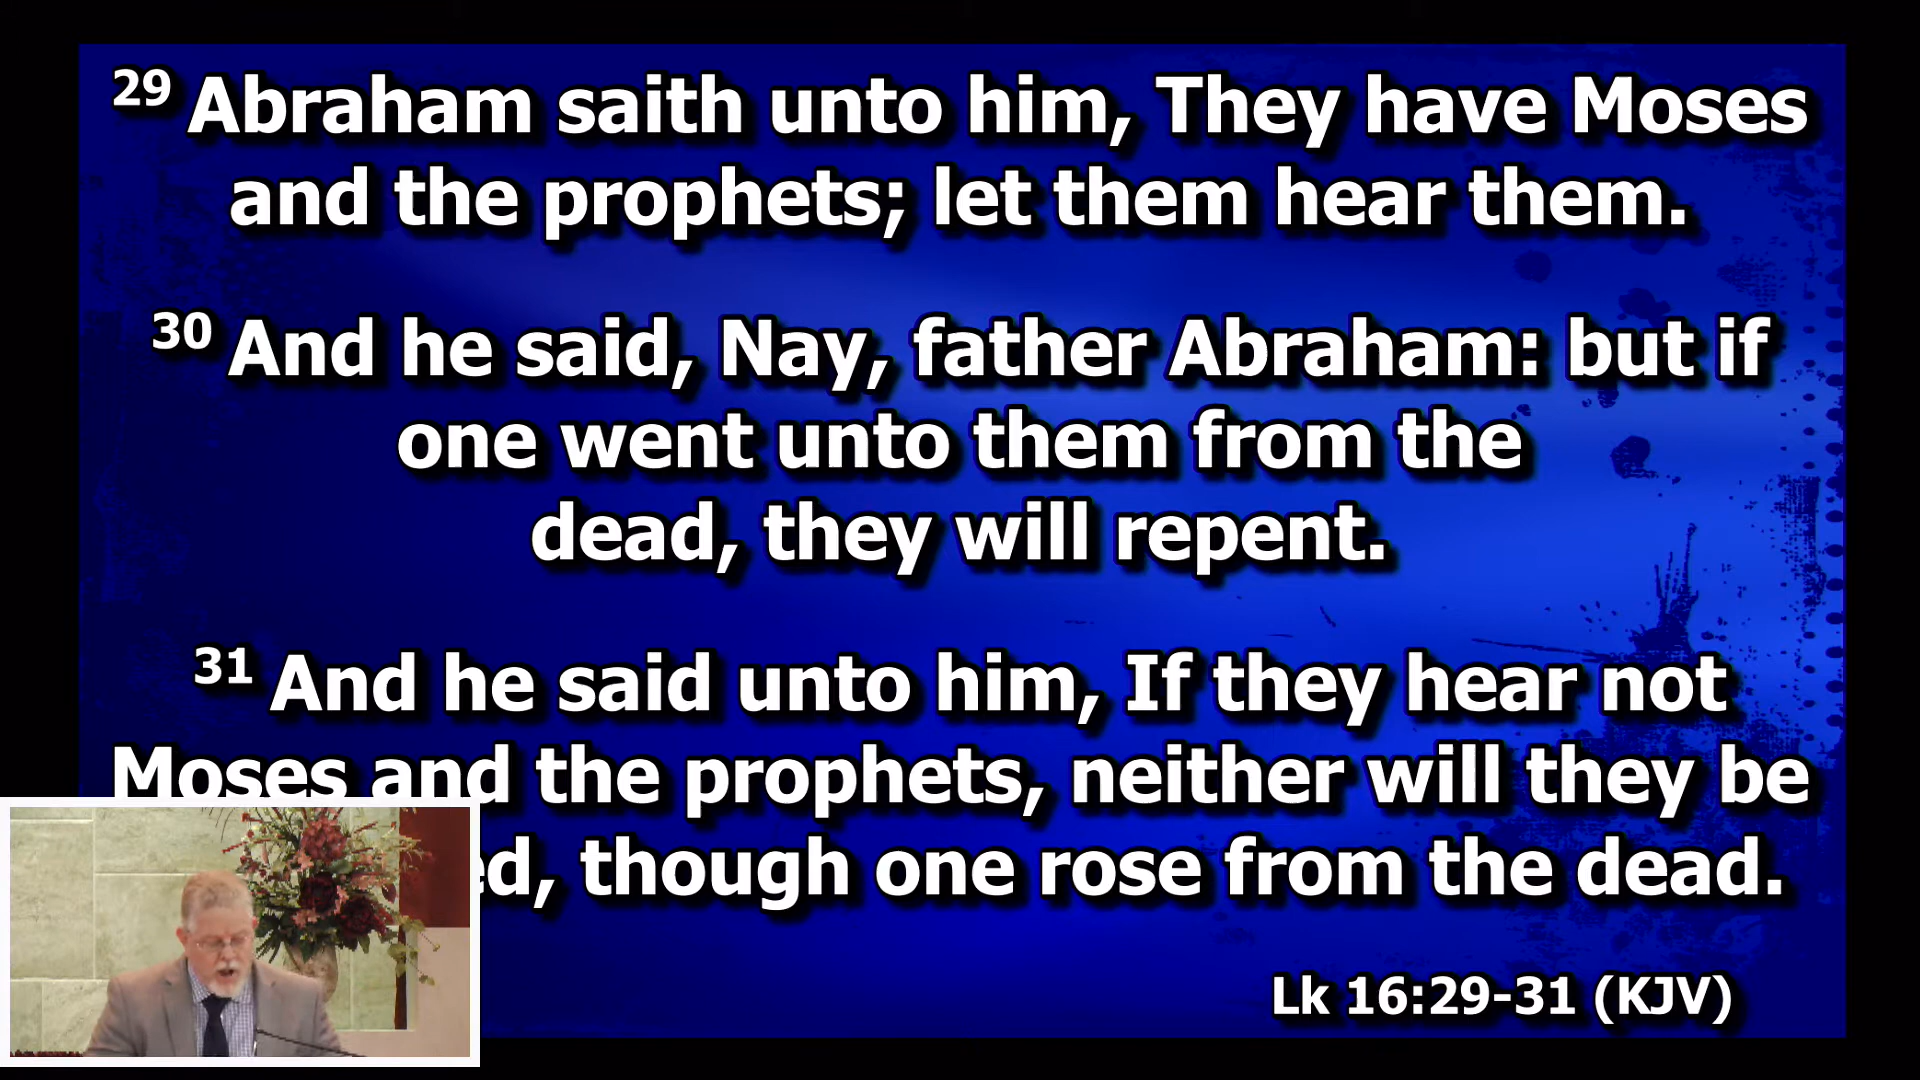 29 Abraham saith unto him, They have Moses
and the prophets; let them hear them.
30 And he said, Nay, father Abraham: but if
one went unto them from the
dead, they will repent.
31 And he said unto him, If they hear not
Moses and the prophets, neither will they be
ed, though one rose from the dead.
Lk 16:29-31 (KJV)